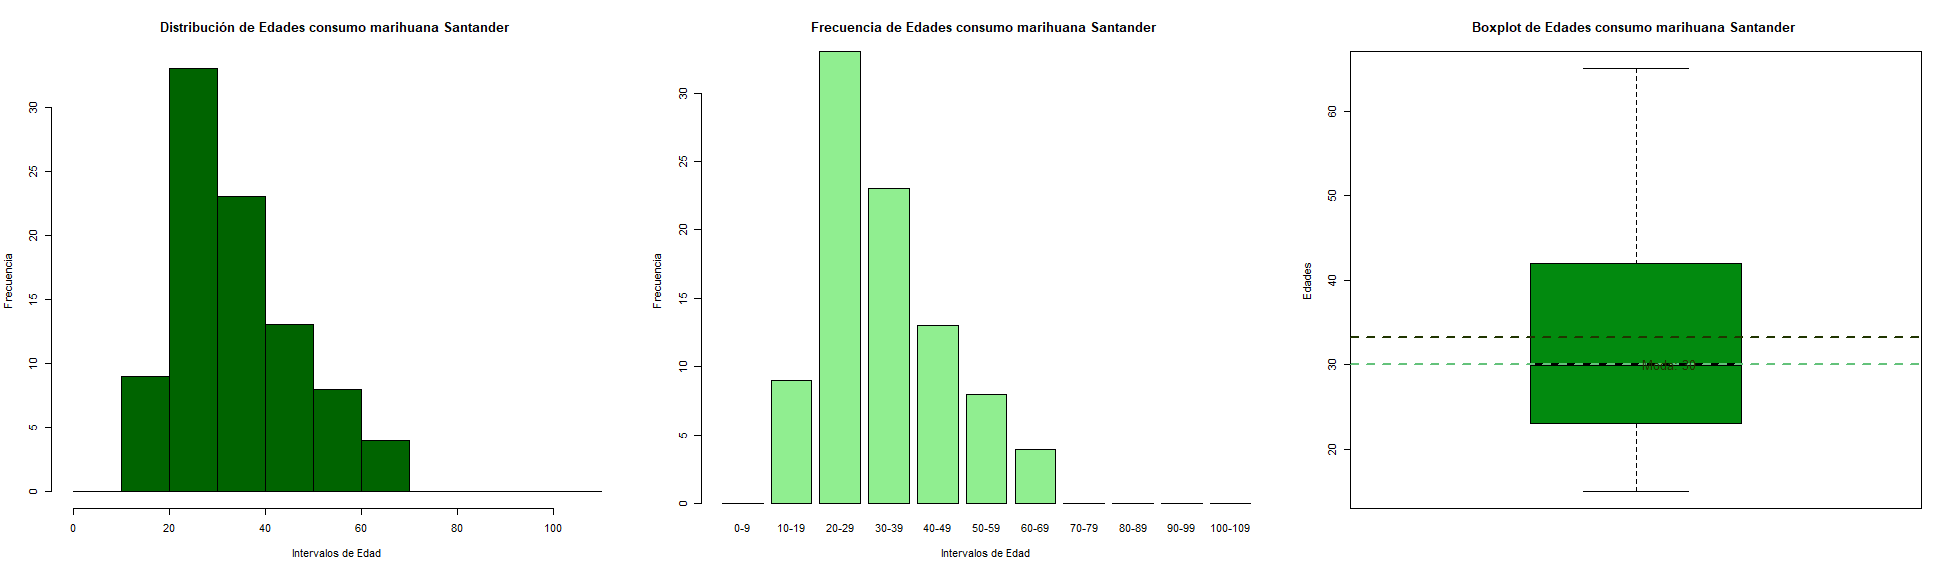 Distribución de Edades consumo marihuana Santander
Frecuencia
30
25
20
15
10
5
0
0 20 40 60 80 100
Intervalos de Edad
Frecuencia de Edades consumo marihuana Santander
Frecuencia
30
25
20
15
10
5
0
0-9 10-19 20-29 30-39 40-49 50-59 60-69 70-79 80-89 90-99 100-109
Intervalos de Edad
Boxplot de Edades consumo marihuana Santander
Edades
60
50
40
30
20
Moda: 30